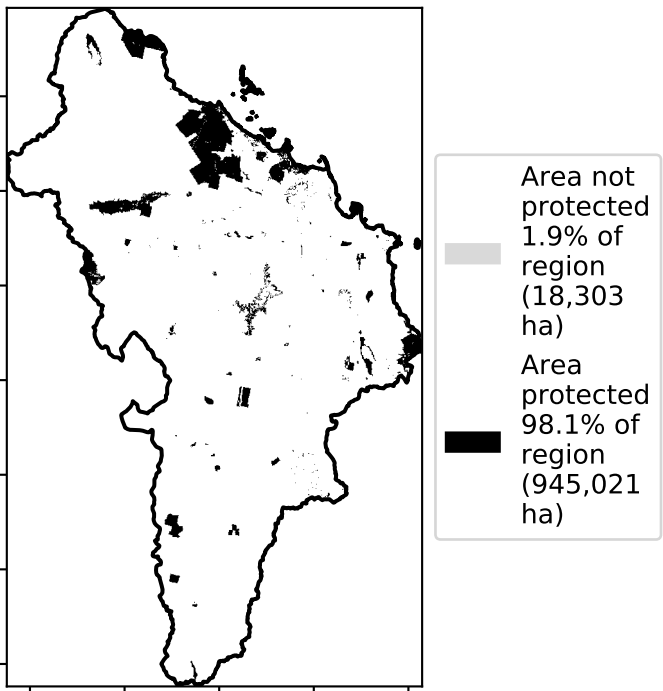 Area not
protected
1.9% of
region
(18,303
ha)
Area
protected
98.1% of
region
(945,021
ha)